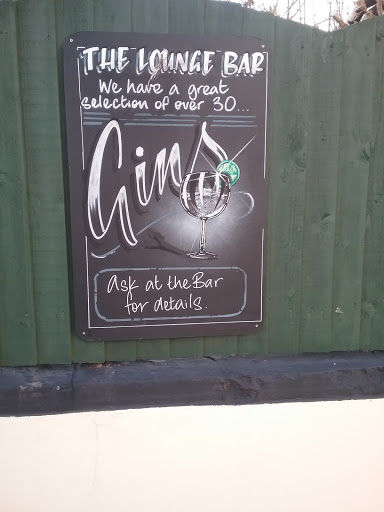 THE LOUNGE BAR
We have a great
selection of over 30...
Gins
Ask at the Bar
for details.